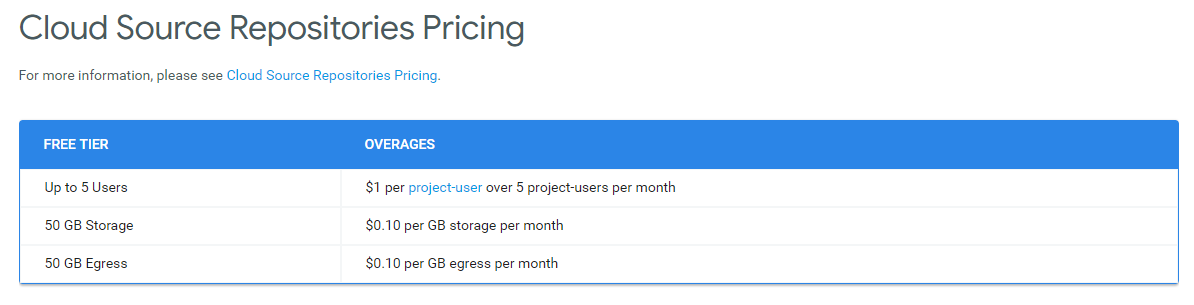 Cloud Source Repositories Pricing
For more information, please see Cloud Source Repositories Pricing.
FREE TIER OVERAGES
Up to 5 Users $1 per project-user over 5 project-users per month
50 GB Storage $0.10 per GB storage per month
50 GB Egress $0.10 per GB egress per month